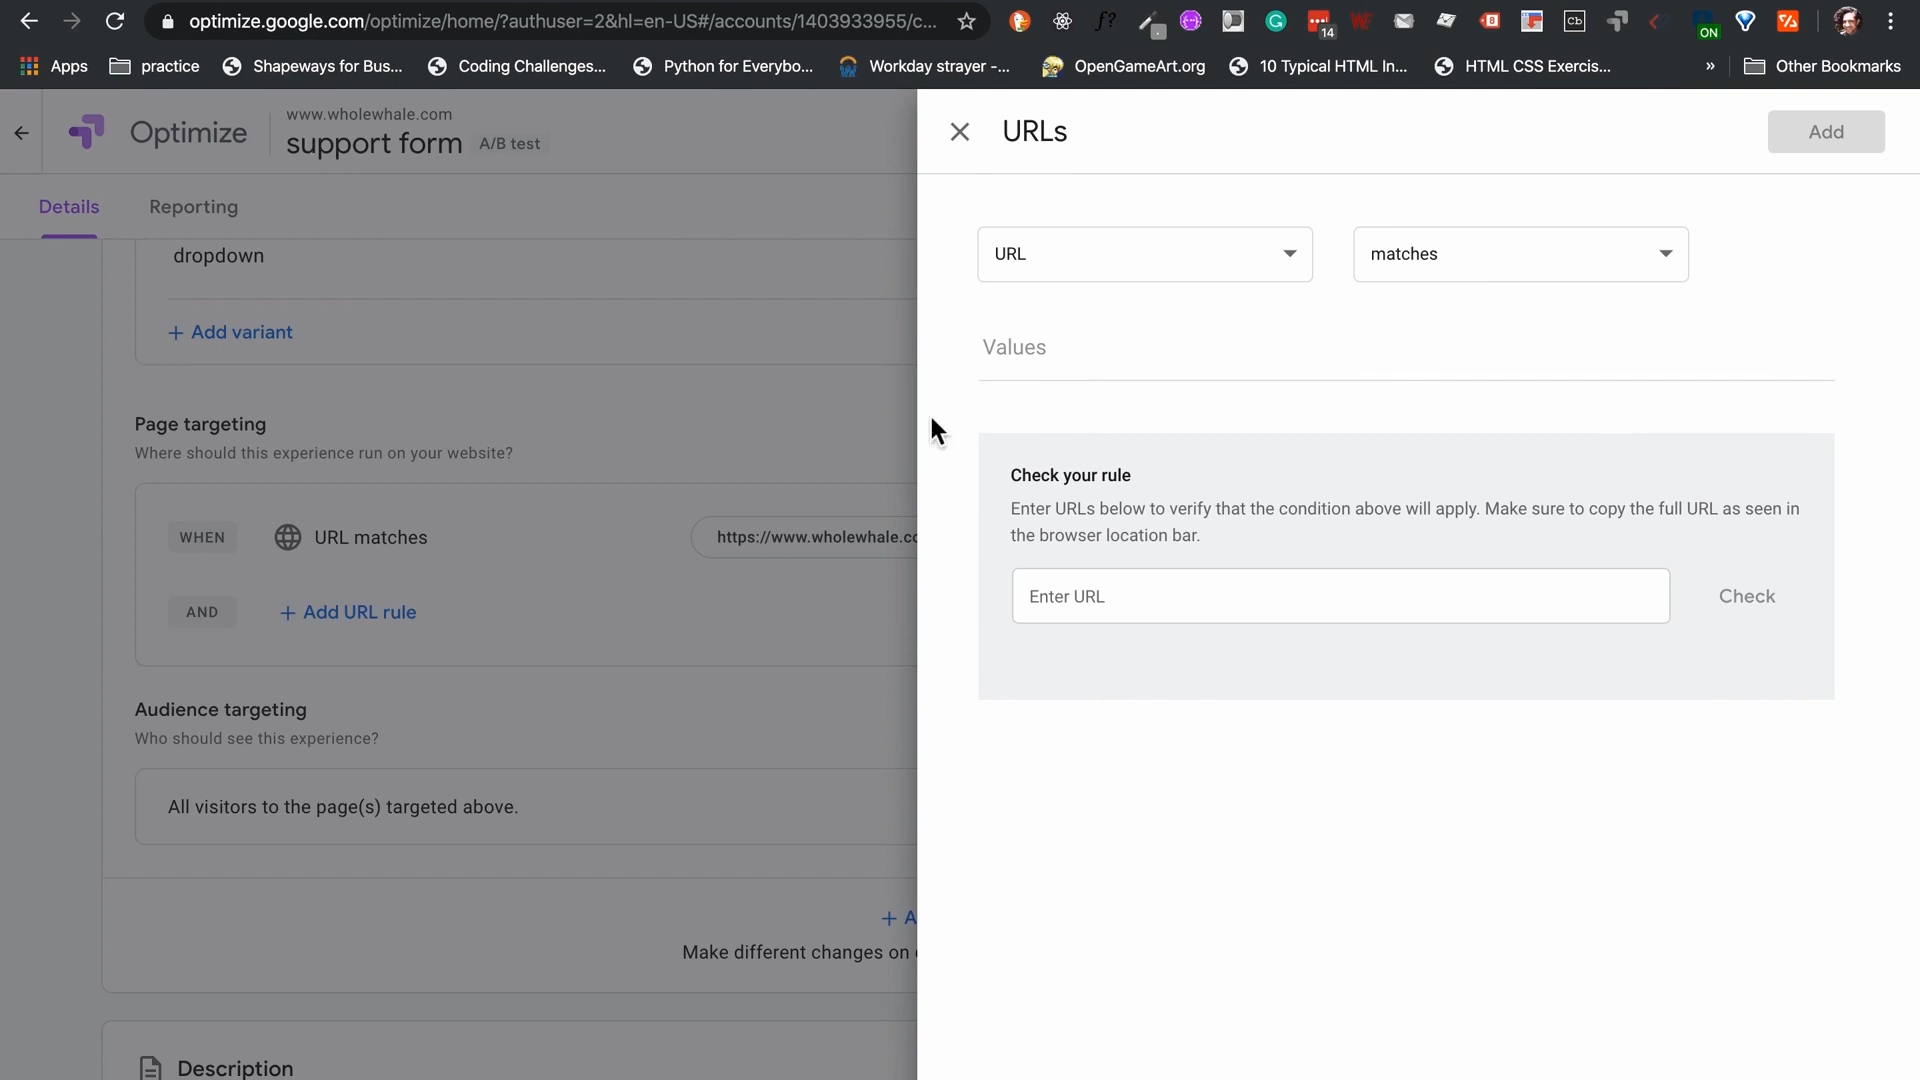 optimize.google.com/optimize/home/?authuser=2&hl=en-US#/accounts/1403933955/c...
14
ON
Apps
practice
Shapeways for Bus...
Coding Challenges...
Python for Everybo...
Workday strayer -...
OpenGameArt.org
10 Typical HTML In...
HTML CSS Exercis...
»
Other Bookmarks
Optimize
www.wholewhale.com
support form
A/B test
Details
Reporting
dropdown
+ Add variant
Page targeting
Where should this experience run on your website?
WHEN
URL matches
https://www.wholewhale.co
AND
+ Add URL rule
Audience targeting
Who should see this experience?
All visitors to the page(s) targeted above.
+ A
Make different changes on
Description
URLs
Add
URL
matches
Values
Check your rule
Enter URLs below to verify that the condition above will apply. Make sure to copy the full URL as seen in
the browser location bar.
Enter URL
Check